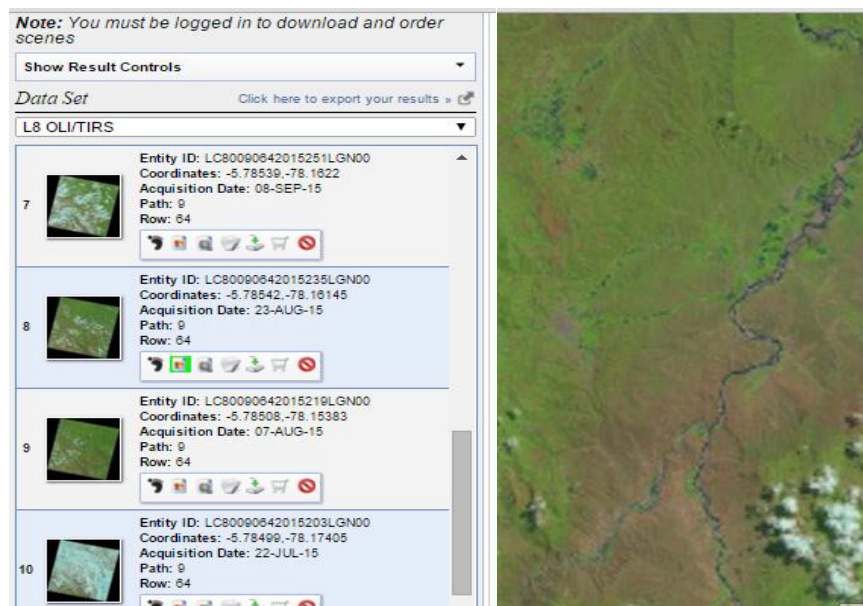 Note: You must be logged in to download and order
scenes
Show Result Controls
Data Set
Click here to export your results »
L8 OLI/TIRS
7
Entity ID: LC80090642015251LGN00
Coordinates: -5.78539,-78.1622
Acquisition Date: 08-SEP-15
Path: 9
Row: 64
8
Entity ID: LC80090642015235LGN00
Coordinates: -5.78542,-78.16145
Acquisition Date: 23-AUG-15
Path: 9
Row: 64
9
Entity ID: LC80090642015219LGN00
Coordinates: -5.78508,-78.15383
Acquisition Date: 07-AUG-15
Path: 9
Row: 64
10
Entity ID: LC80090642015203LGN00
Coordinates: -5.78499,-78.17405
Acquisition Date: 22-JUL-15
Path: 9
Row: 64